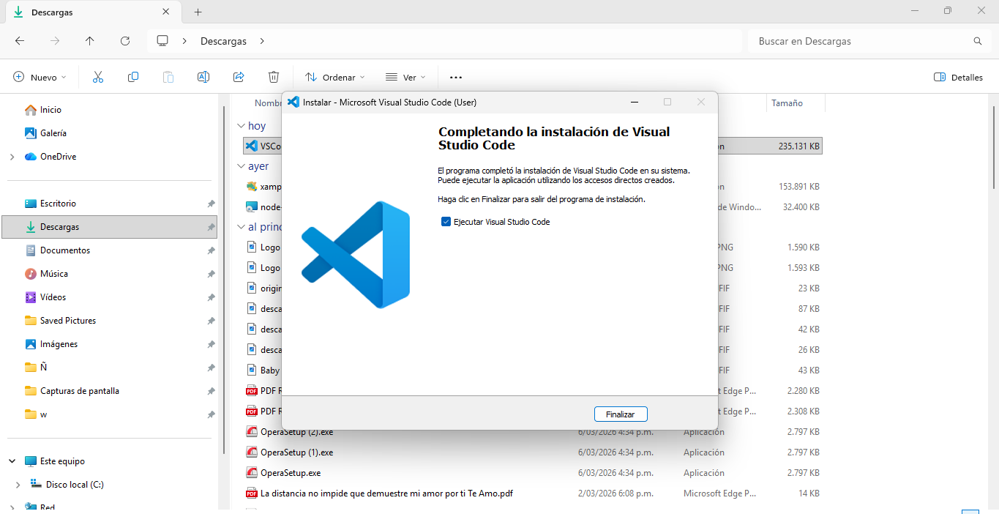 Descargas
Descargas
Buscar en Descargas
Nuevo
Ordenar
Ver
Detalles
Inicio
Galería
OneDrive
Escritorio
Descargas
Documentos
Música
Vídeos
Saved Pictures
Imágenes
Ñ
Capturas de pantalla
w
Este equipo
Disco local (C:)
Red
Nombr
Tamaño
hoy
VSCo
ón
235.131 KB
ayer
xamp
ón
153.891 KB
node-
de Windo...
32.400 KB
al princ
Logo
PNG
1.590 KB
Logo
PNG
1.593 KB
origin
FIF
23 KB
desca
FIF
87 KB
desca
FIF
42 KB
desca
FIF
26 KB
Baby
FIF
43 KB
PDF R
t Edge P...
2.280 KB
PDF R
t Edge P...
2.308 KB
OperaSetup (2).exe
6/03/2026 4:34 p.m.
Aplicación
2.797 KB
OperaSetup (1).exe
6/03/2026 4:34 p.m.
Aplicación
2.797 KB
OperaSetup.exe
6/03/2026 4:34 p.m.
Aplicación
2.797 KB
La distancia no impide que demuestre mi amor por ti Te Amo.pdf
2/03/2026 6:08 p.m.
Microsoft Edge P...
14 KB
Instalar - Microsoft Visual Studio Code (User)
Completando la instalación de Visual
Studio Code
El programa completó la instalación de Visual Studio Code en su sistema.
Puede ejecutar la aplicación utilizando los accesos directos creados.
Haga clic en Finalizar para salir del programa de instalación.
Ejecutar Visual Studio Code
Finalizar